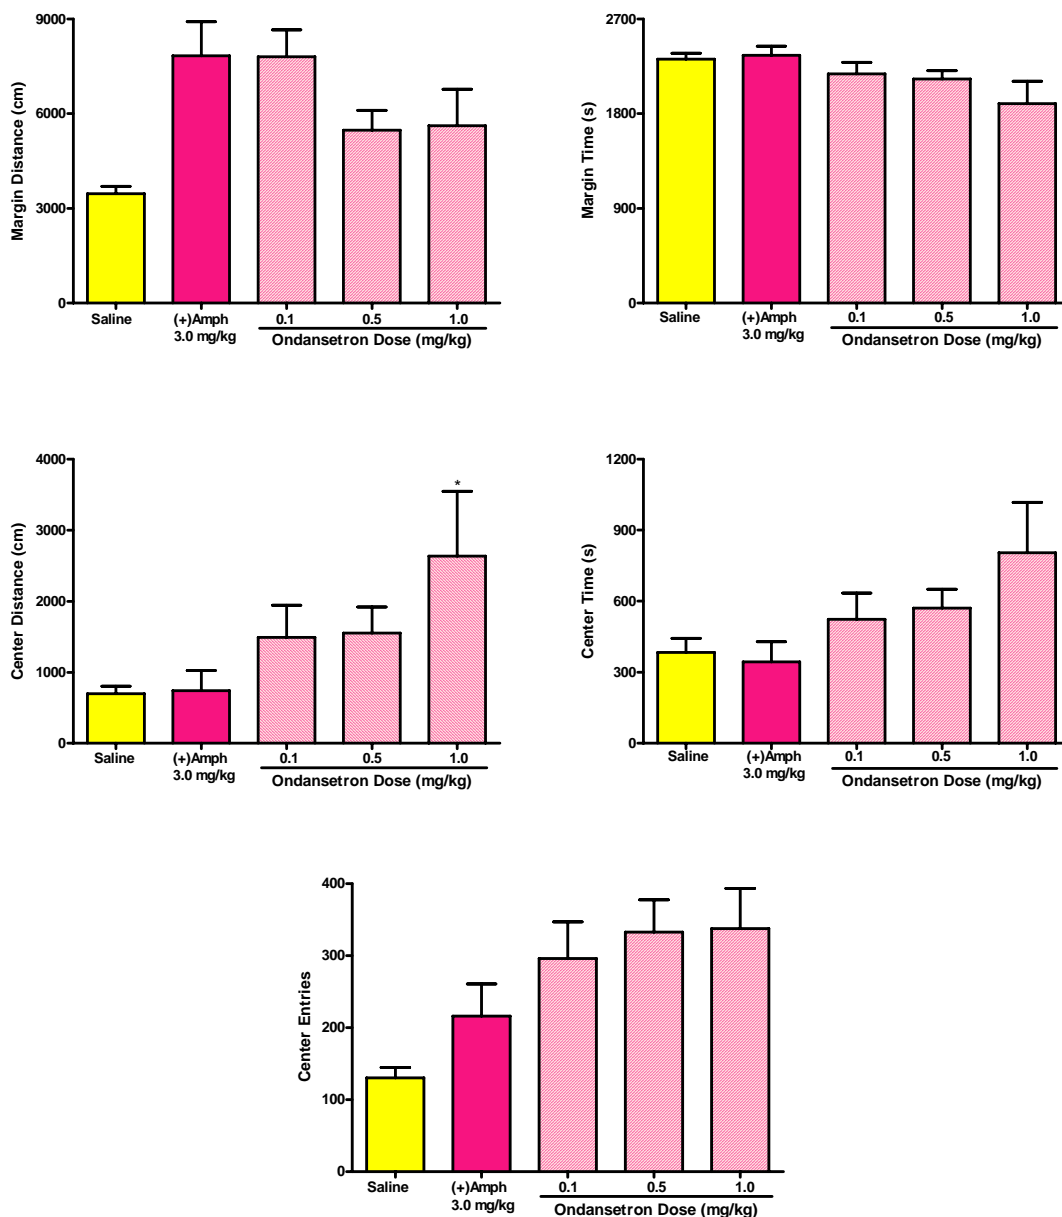 9000
6000
3000
0
Margin Distance (cm)
Saline
(+)Amph
3.0 mg/kg
0.1
0.5
1.0
Ondansetron Dose (mg/kg)
2700
1800
900
0
Margin Time (s)
Saline
(+)Amph
3.0 mg/kg
0.1
0.5
1.0
Ondansetron Dose (mg/kg)
4000
3000
2000
1000
0
Center Distance (cm)
*
Saline
(+)Amph
3.0 mg/kg
0.1
0.5
1.0
Ondansetron Dose (mg/kg)
1200
900
600
300
0
Center Time (s)
Saline
(+)Amph
3.0 mg/kg
0.1
0.5
1.0
Ondansetron Dose (mg/kg)
400
300
200
100
0
Center Entries
Saline
(+)Amph
3.0 mg/kg
0.1
0.5
1.0
Ondansetron Dose (mg/kg)